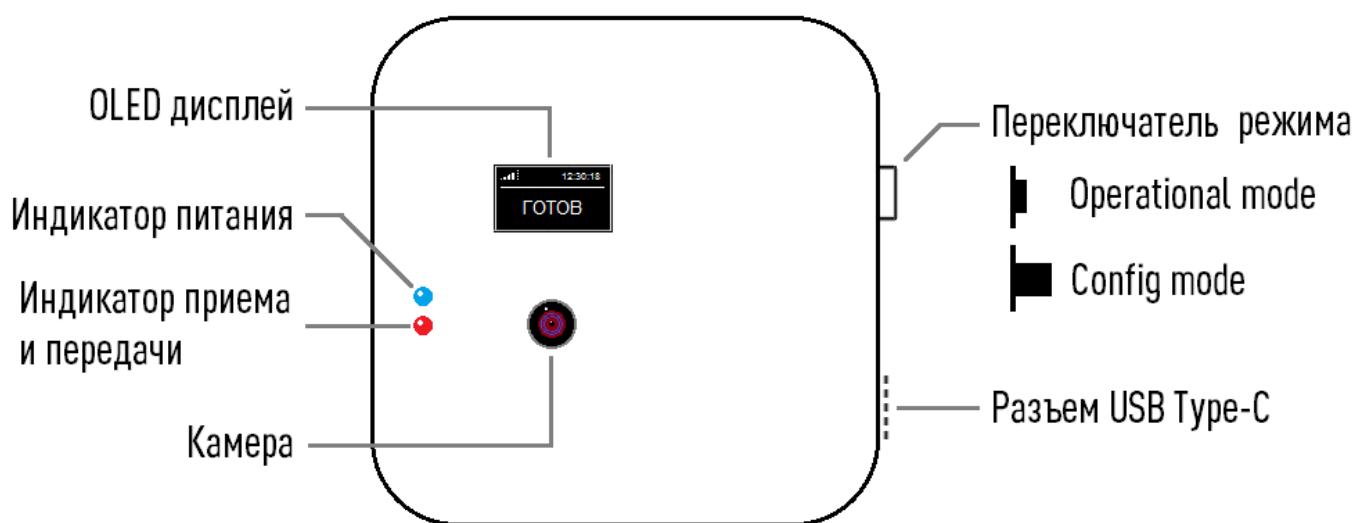 OLED дисплей
12:30:18
ГОТОВ
Индикатор питания
Индикатор приема
и передачи
Камера
Переключатель режима
Operational mode
Config mode
Разъем USB Type-C